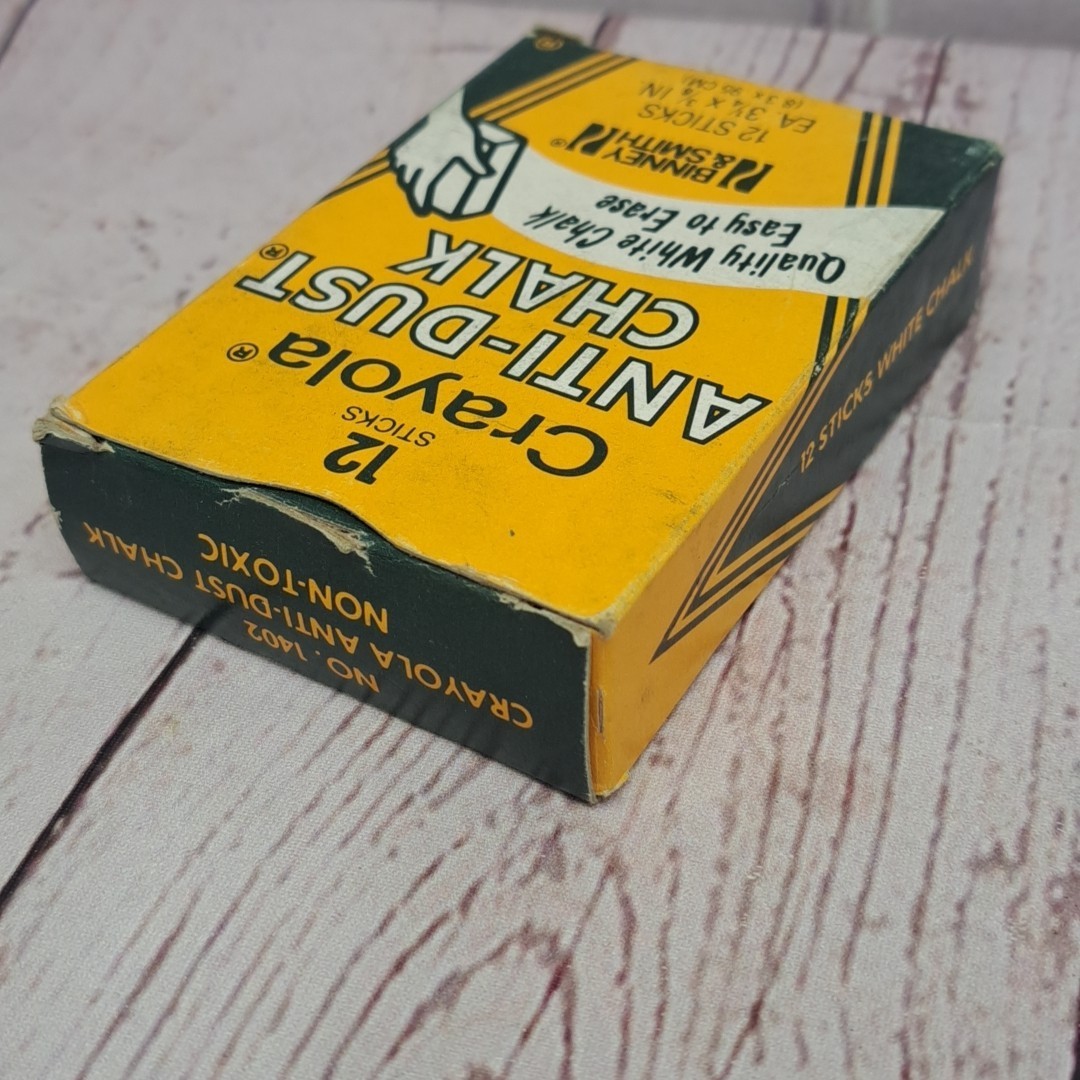 12
STICKS
Crayola®
ANTI-DUST®
CHALK
Quality White Chalk
Easy to Erase
BINNEY
& SMITH®
12 STICKS
EA. 3¼ X ⅜ IN.
®
NO. 1402
CRAYOLA ANTI-DUST CHALK
NON-TOXIC
12 STICKS WHITE CHALK